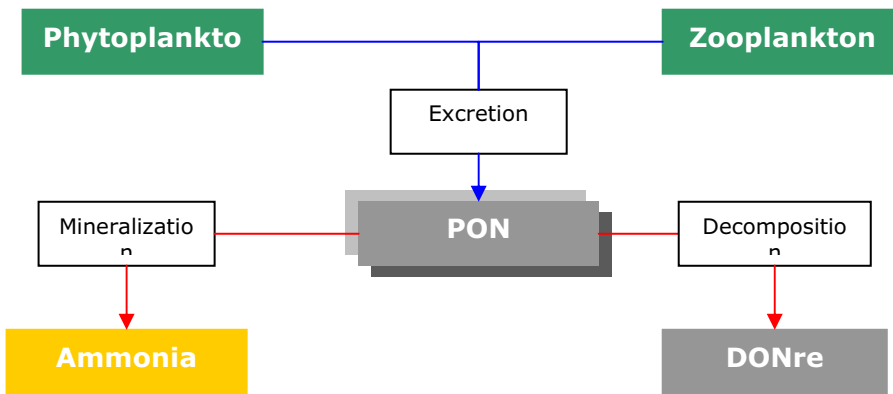 Phytoplankto
Zooplankton
Excretion
Mineralizatio
n
PON
Decompositio
n
Ammonia
DONre